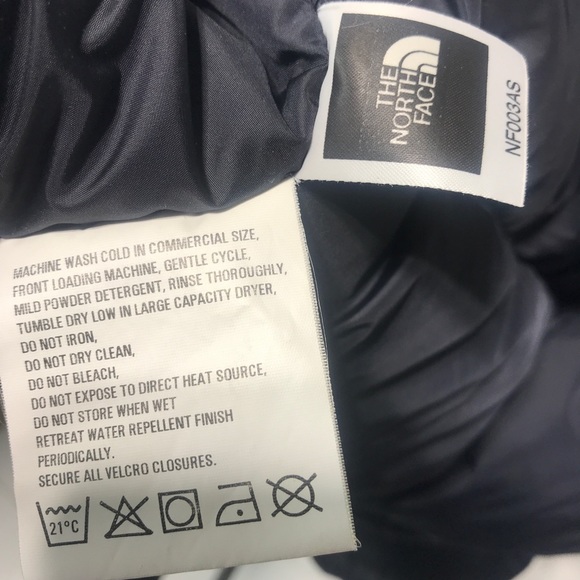 THE
NORTH
FACE
NF003AS
MACHINE WASH COLD IN COMMERCIAL SIZE,
FRONT LOADING MACHINE, GENTLE CYCLE,
MILD POWDER DETERGENT, RINSE THOROUGHLY,
TUMBLE DRY LOW IN LARGE CAPACITY DRYER,
DO NOT IRON,
DO NOT DRY CLEAN,
DO NOT BLEACH,
DO NOT EXPOSE TO DIRECT HEAT SOURCE,
DO NOT STORE WHEN WET
RETREAT WATER REPELLENT FINISH
PERIODICALLY.
SECURE ALL VELCRO CLOSURES.
21°C